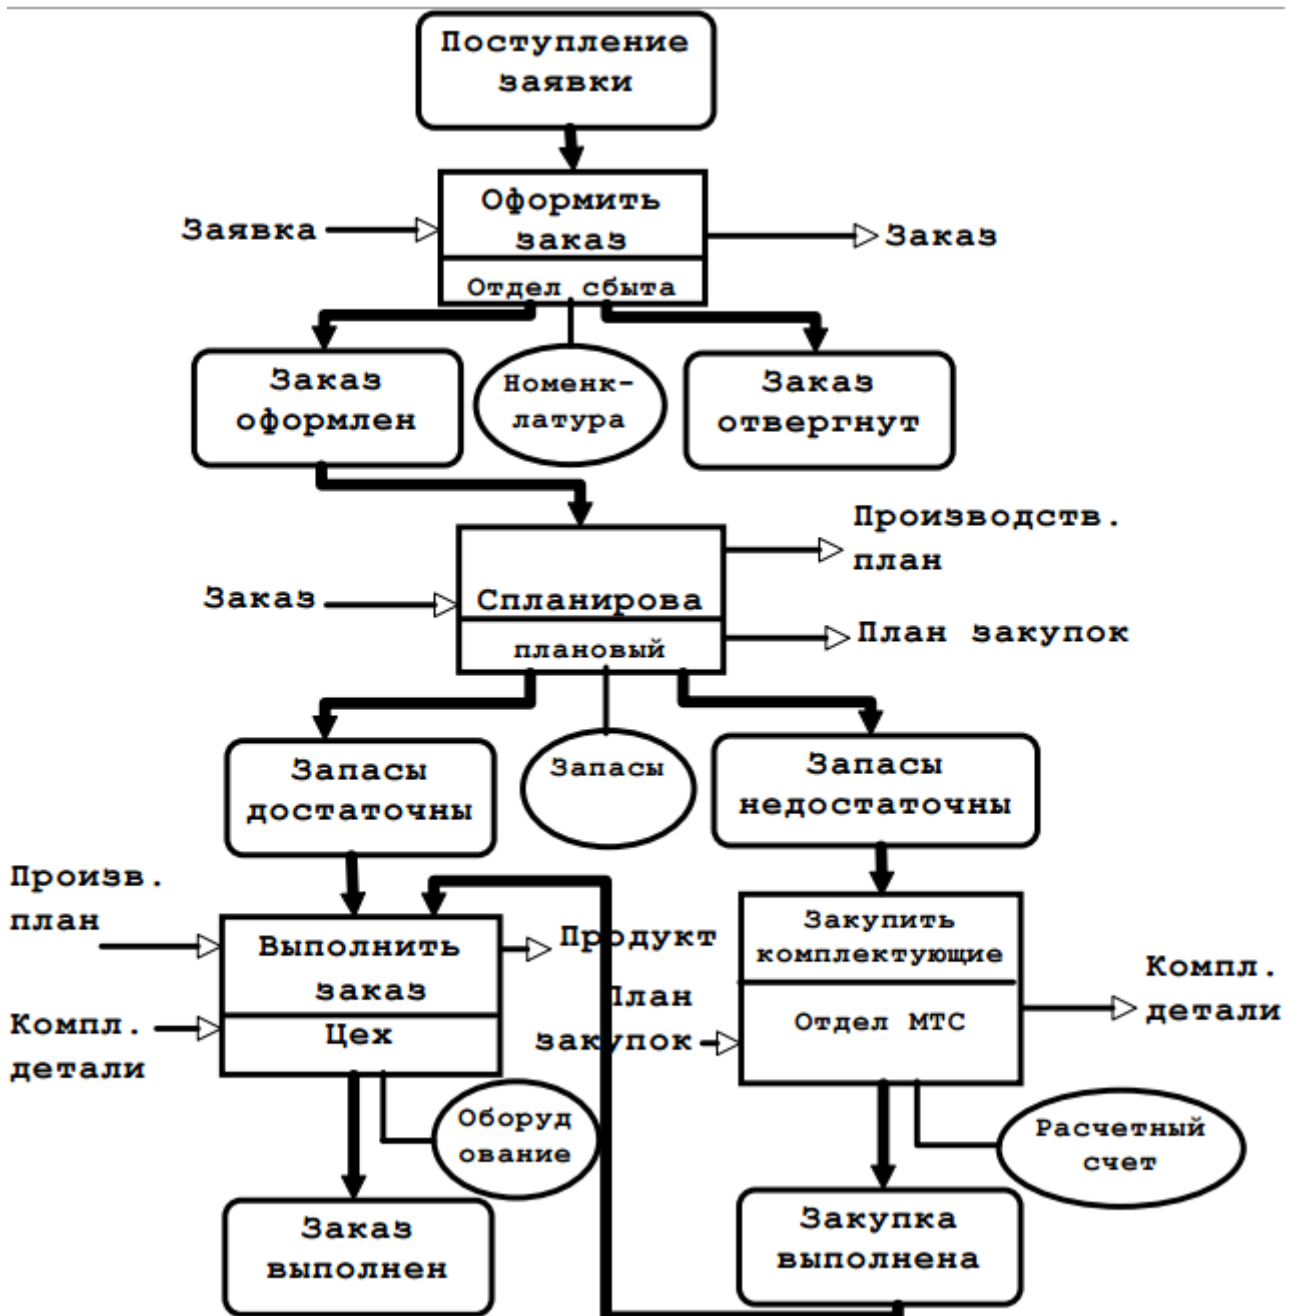 Поступление
заявки
Оформить
заказ
Отдел сбыта
Заявка
Заказ
Заказ
оформлен
Номенк-
латура
Заказ
отвергнут
Производств.
план
Заказ
Спланирова
плановый
План закупок
Запасы
достаточны
Запасы
Запасы
недостаточны
Произв.
план
Выполнить
заказ
Цех
Продукт
Закупить
комплектующие
Отдел МТС
План
закупок
Компл.
детали
Компл.
детали
Оборуд
ование
Расчетный
счет
Заказ
выполнен
Закупка
выполнена